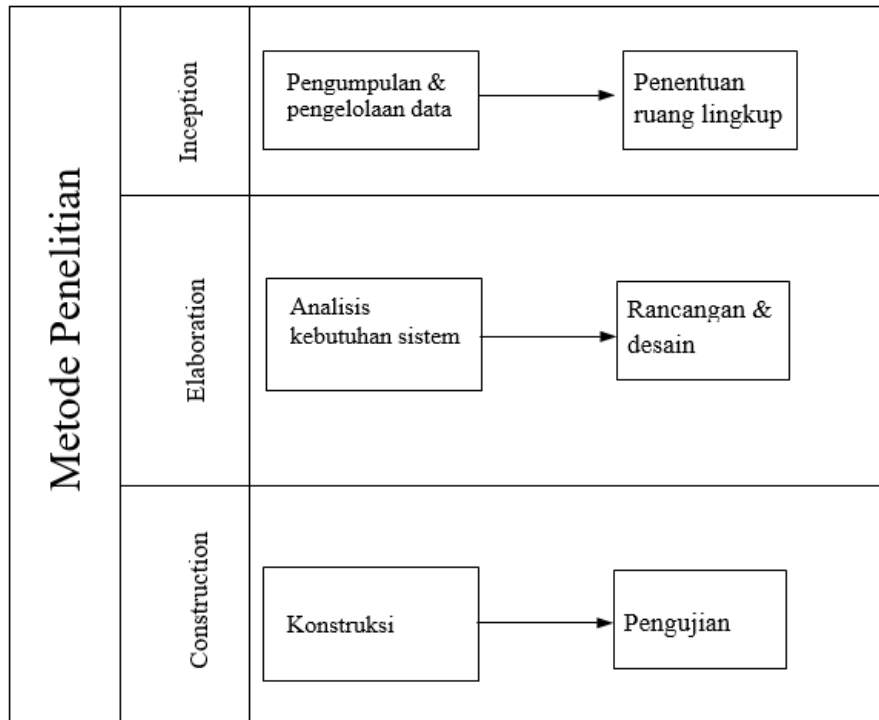 Metode Penelitian
Inception
Pengumpulan &
pengelolaan data
Penentuan
ruang lingkup
Elaboration
Analisis
kebutuhan sistem
Rancangan &
desain
Construction
Konstruksi
Pengujian